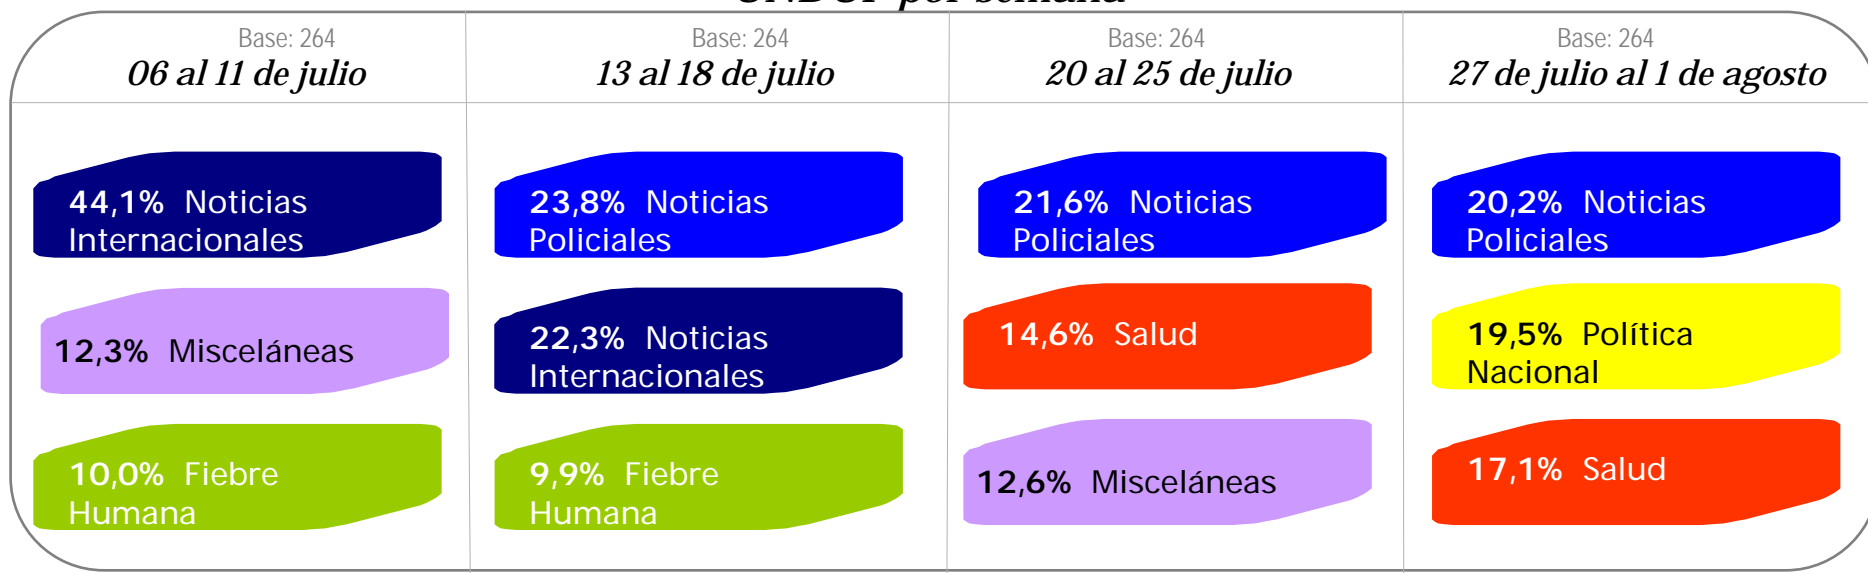 por semana
Base: 264
06 al 11 de julio
44,1% Noticias
Internacionales
12,3% Misceláneas
10,0% Fiebre
Humana
Base: 264
13 al 18 de julio
23,8% Noticias
Policiales
22,3% Noticias
Internacionales
9,9% Fiebre
Humana
Base: 264
20 al 25 de julio
21,6% Noticias
Policiales
14,6% Salud
12,6% Misceláneas
Base: 264
27 de julio al 1 de agosto
20,2% Noticias
Policiales
19,5% Política
Nacional
17,1% Salud